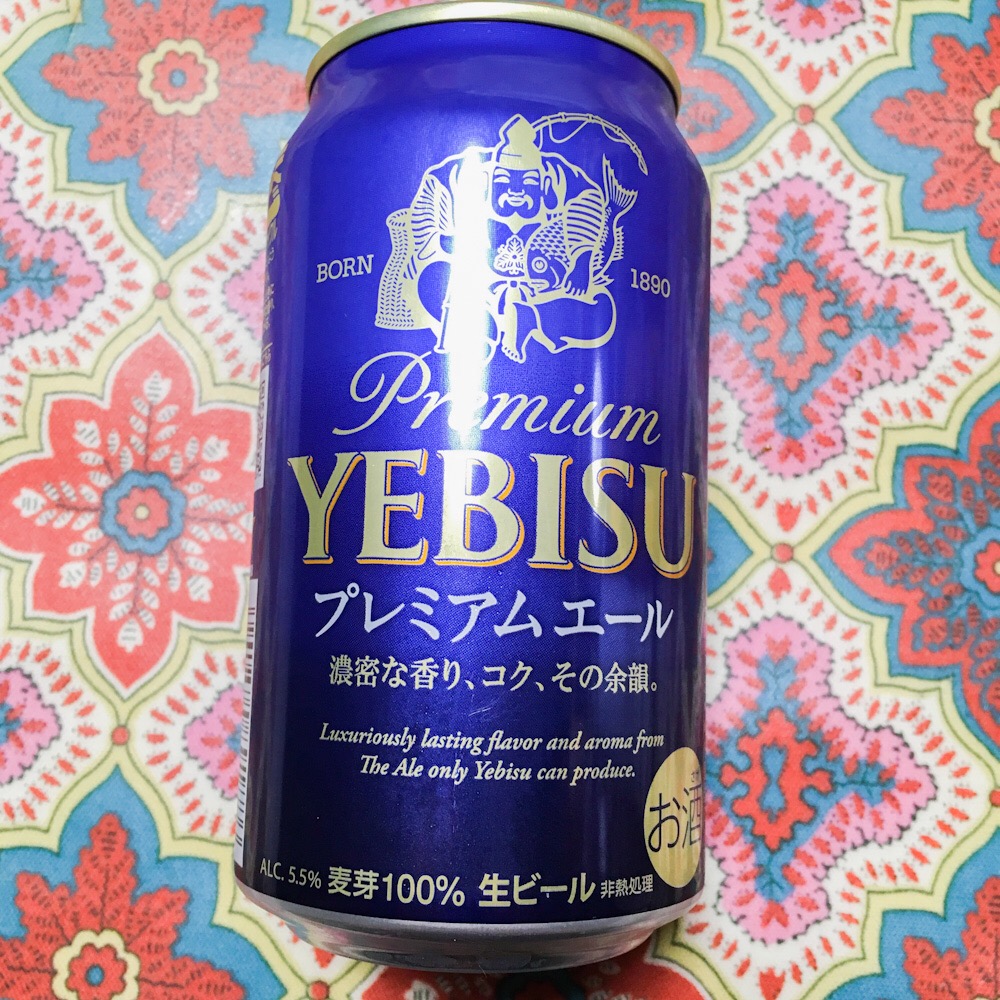 BORN
1890
Premium
YEBISU
プレミアム エール
濃密な香り、コク、その余韻。
Luxuriously lasting flavor and aroma from
The Ale only Yebisu can produce.
お酒
ALC. 5.5% 麦芽100% 生ビール 非熱処理